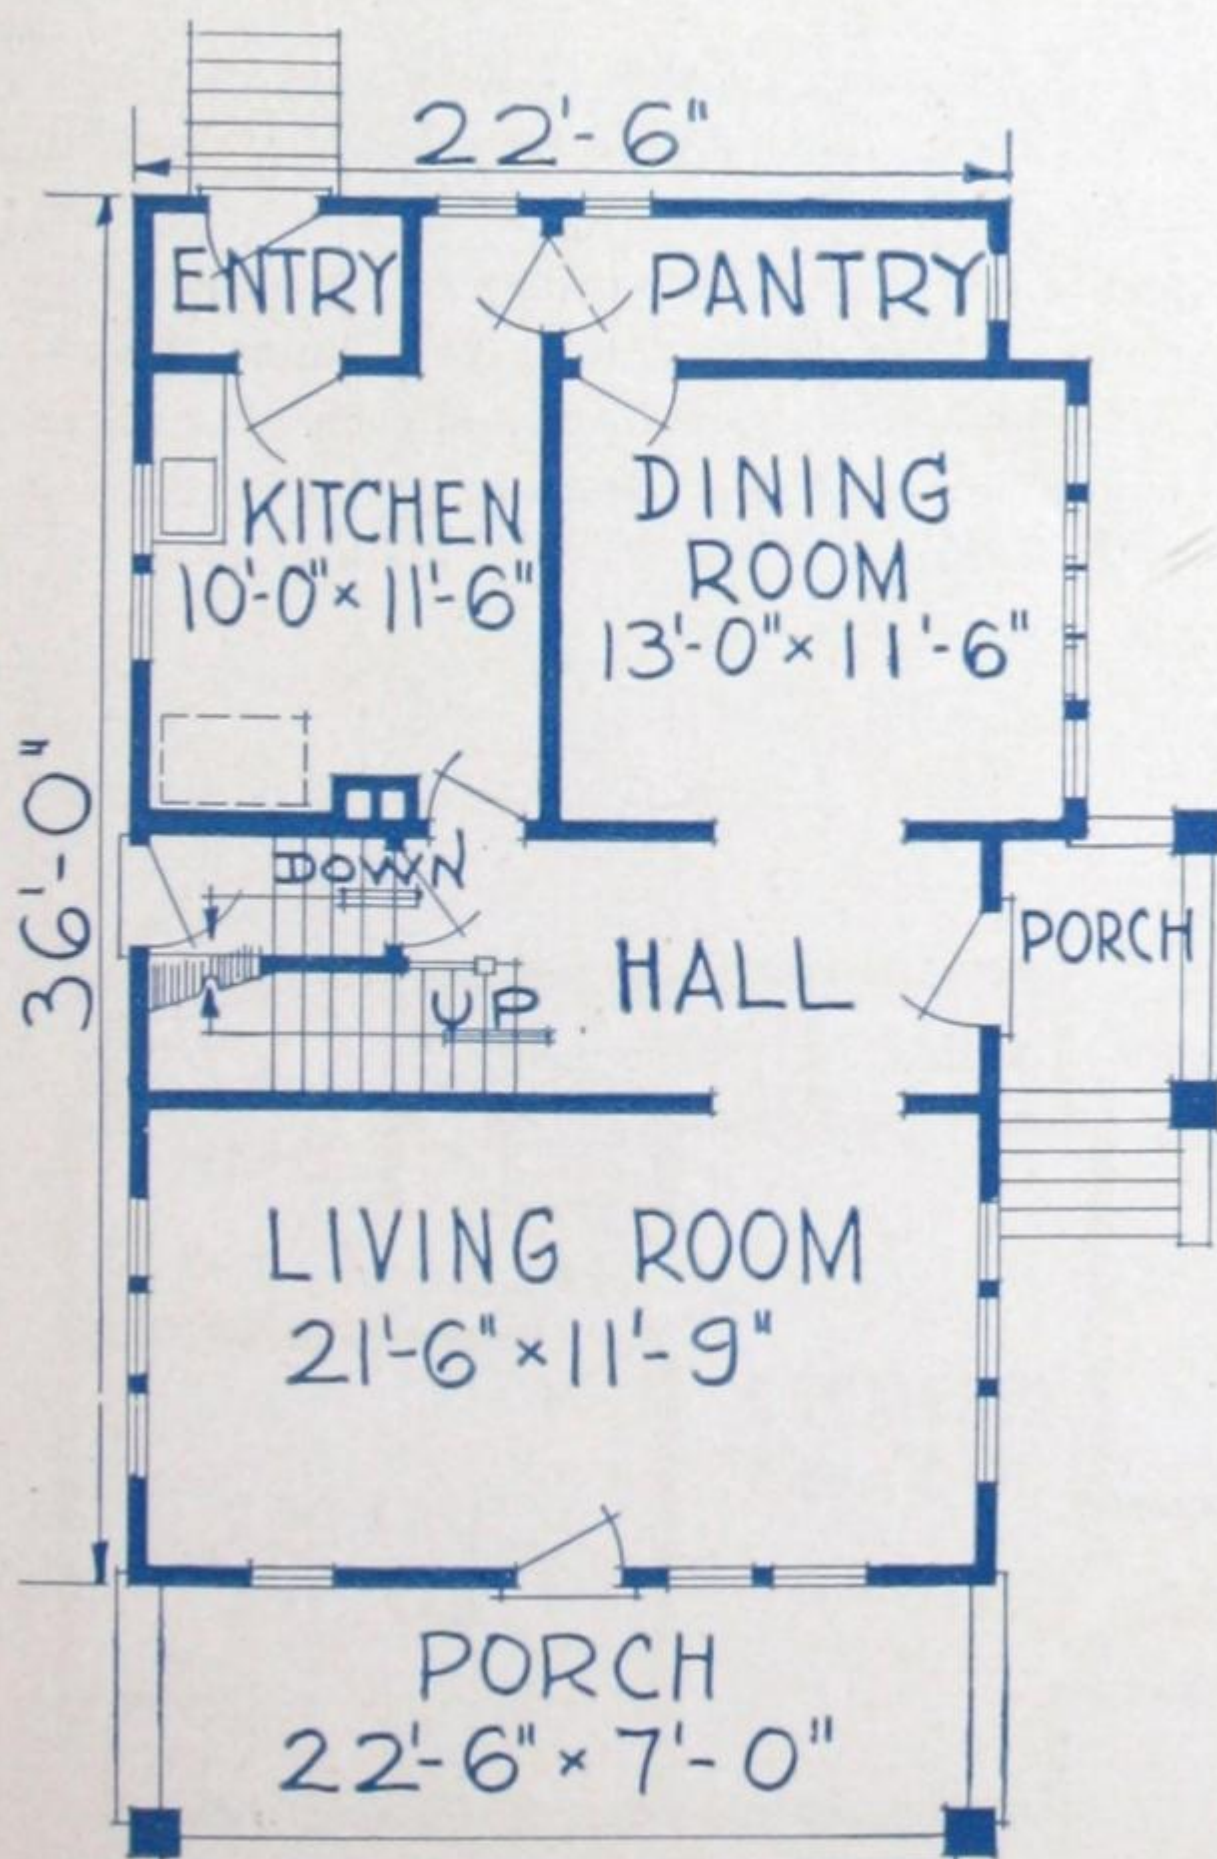 22'-6"
ENTRY
PANTRY
KITCHEN
10'-0" × 11'-6"
DINING
ROOM
13'-0" × 11'-6"
36'-0"
DOWN
UP
HALL
PORCH
LIVING ROOM
21'-6" × 11'-9"
PORCH
22'-6" × 7'-0"